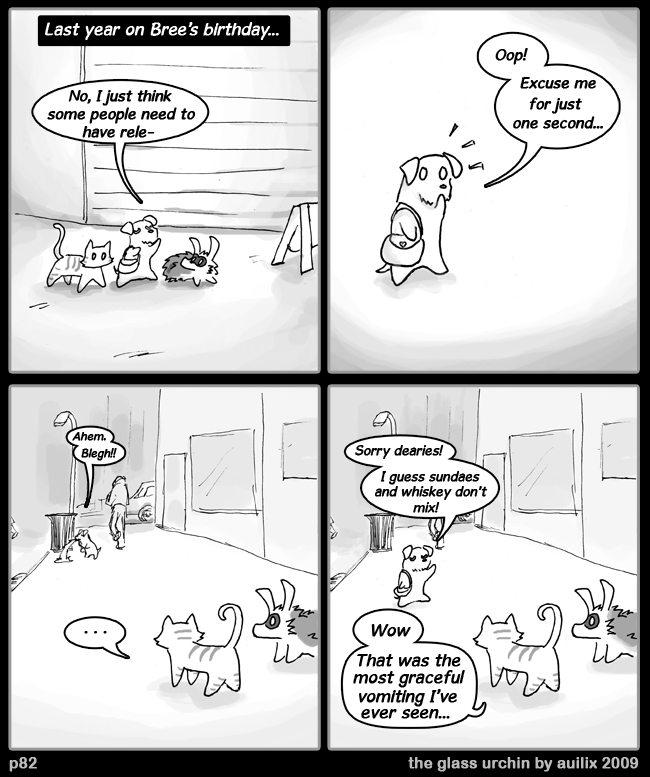 Last year on Bree's birthday...
No, I just think
some people need to
have rele-
Oop!
Excuse me
for just
one second...
Ahem.
Blegh!!
...
Sorry dearies!
I guess sundaes
and whiskey don't
mix!
Wow
That was the
most graceful
vomiting I've
ever seen...
p82
the glass urchin by auilix 2009